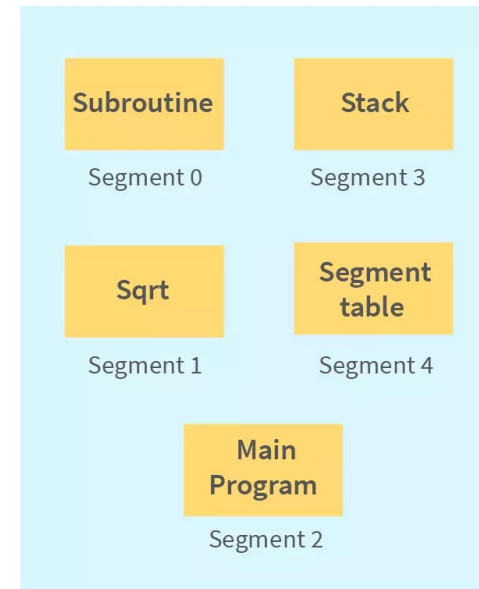 Subroutine
Segment 0
Stack
Segment 3
Sqrt
Segment 1
Segment
table
Segment 4
Main
Program
Segment 2